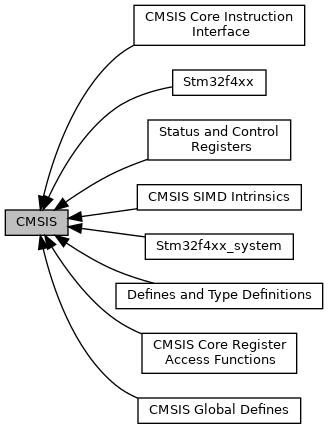 CMSIS Core Instruction
Interface
Stm32f4xx
Status and Control
Registers
CMSIS SIMD Intrinsics
CMSIS
Stm32f4xx_system
Defines and Type Definitions
CMSIS Core Register
Access Functions
CMSIS Global Defines